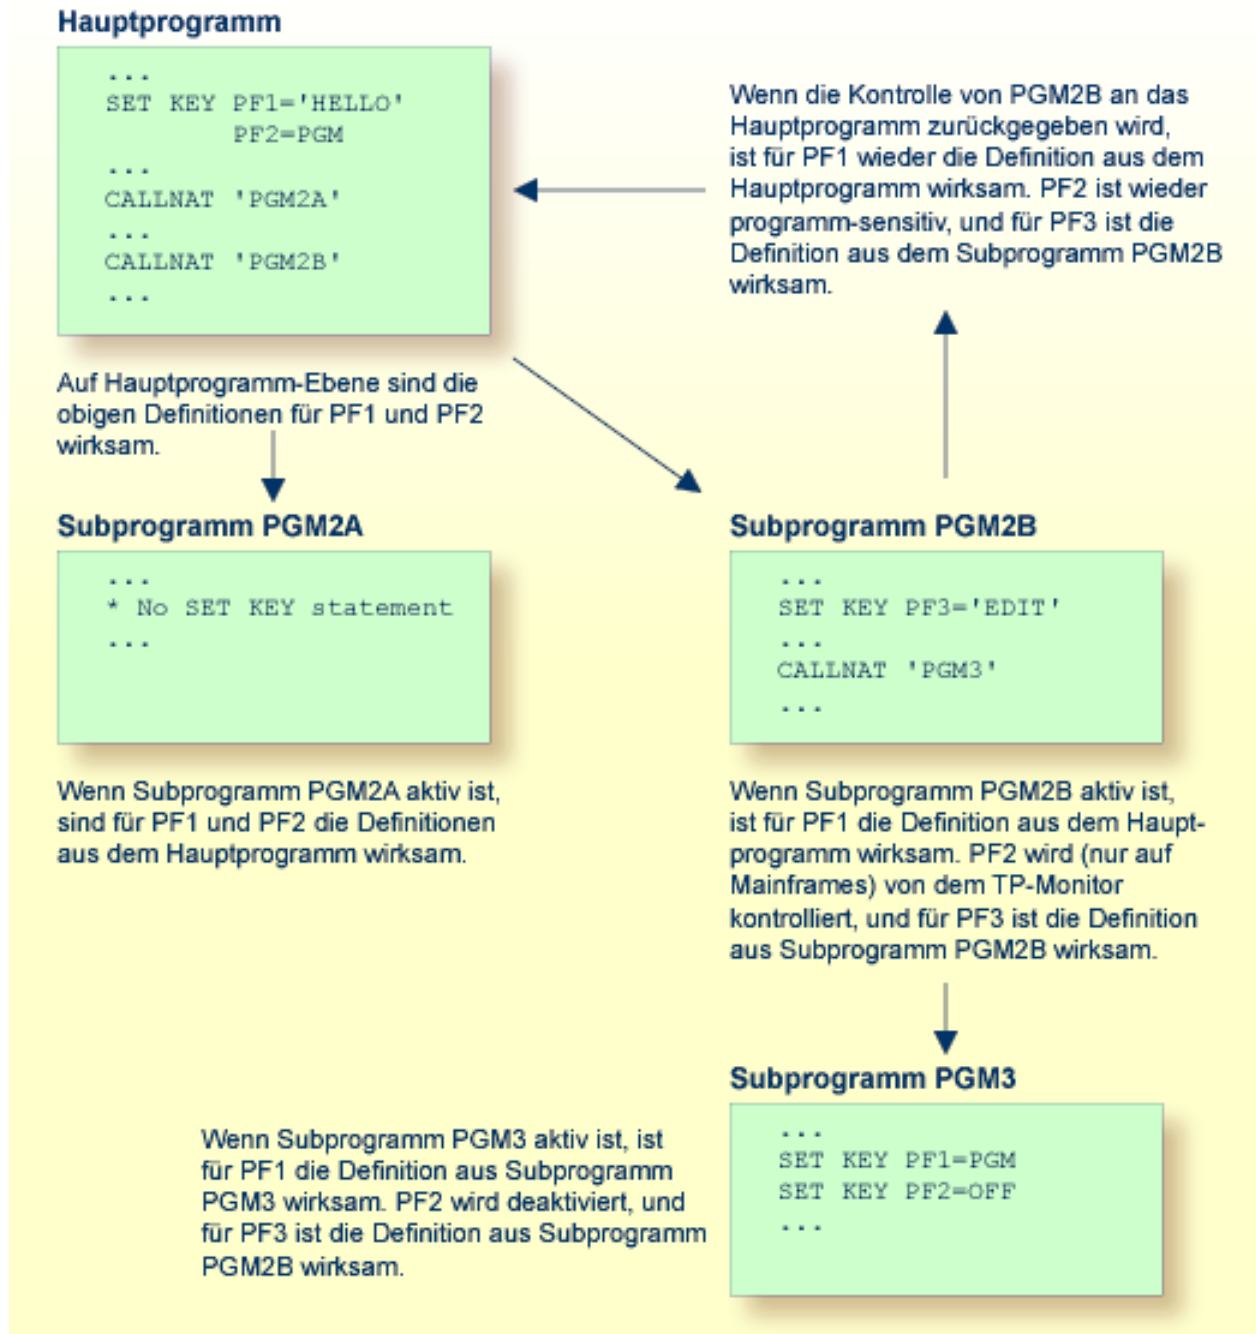 Hauptprogramm
...
SET KEY PF1='HELLO'
PF2=PGM
...
CALLNAT 'PGM2A'
...
CALLNAT 'PGM2B'
...
Auf Hauptprogramm-Ebene sind die
obigen Definitionen für PF1 und PF2
wirksam.
Wenn die Kontrolle von PGM2B an das
Hauptprogramm zurückgegeben wird,
ist für PF1 wieder die Definition aus dem
Hauptprogramm wirksam. PF2 ist wieder
programm-sensitiv, und für PF3 ist die
Definition aus dem Subprogramm PGM2B
wirksam.
Subprogramm PGM2A
...
* No SET KEY statement
...
Wenn Subprogramm PGM2A aktiv ist,
sind für PF1 und PF2 die Definitionen
aus dem Hauptprogramm wirksam.
Subprogramm PGM2B
...
SET KEY PF3='EDIT'
...
CALLNAT 'PGM3'
...
Wenn Subprogramm PGM2B aktiv ist,
ist für PF1 die Definition aus dem Haupt-
programm wirksam. PF2 wird (nur auf
Mainframes) von dem TP-Monitor
kontrolliert, und für PF3 ist die Definition
aus Subprogramm PGM2B wirksam.
Subprogramm PGM3
...
SET KEY PF1=PGM
SET KEY PF2=OFF
...
Wenn Subprogramm PGM3 aktiv ist, ist
für PF1 die Definition aus Subprogramm
PGM3 wirksam. PF2 wird deaktiviert, und
für PF3 ist die Definition aus Subprogramm
PGM2B wirksam.